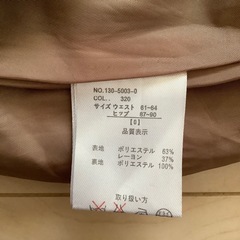 NO.130-5003-0
COL. 320
サイズ ウェスト 61-64
ヒップ 87-90
【0】
品質表示
表地 ポリエステル 63%
レーヨン 37%
裏地 ポリエステル 100%
取り扱い方